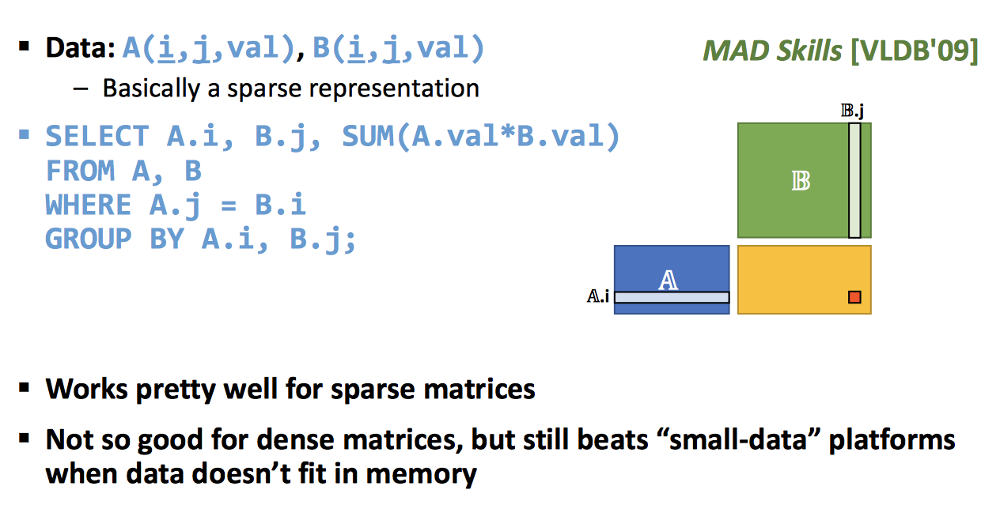 ▪ Data: A(i,j,val), B(i,j,val)
MAD Skills [VLDB'09]
– Basically a sparse representation
▪ SELECT A.i, B.j, SUM(A.val*B.val)
FROM A, B
WHERE A.j = B.i
GROUP BY A.i, B.j;
𝔹.j
𝔹
𝔸
𝔸.i
▪ Works pretty well for sparse matrices
▪ Not so good for dense matrices, but still beats “small-data” platforms
when data doesn’t fit in memory